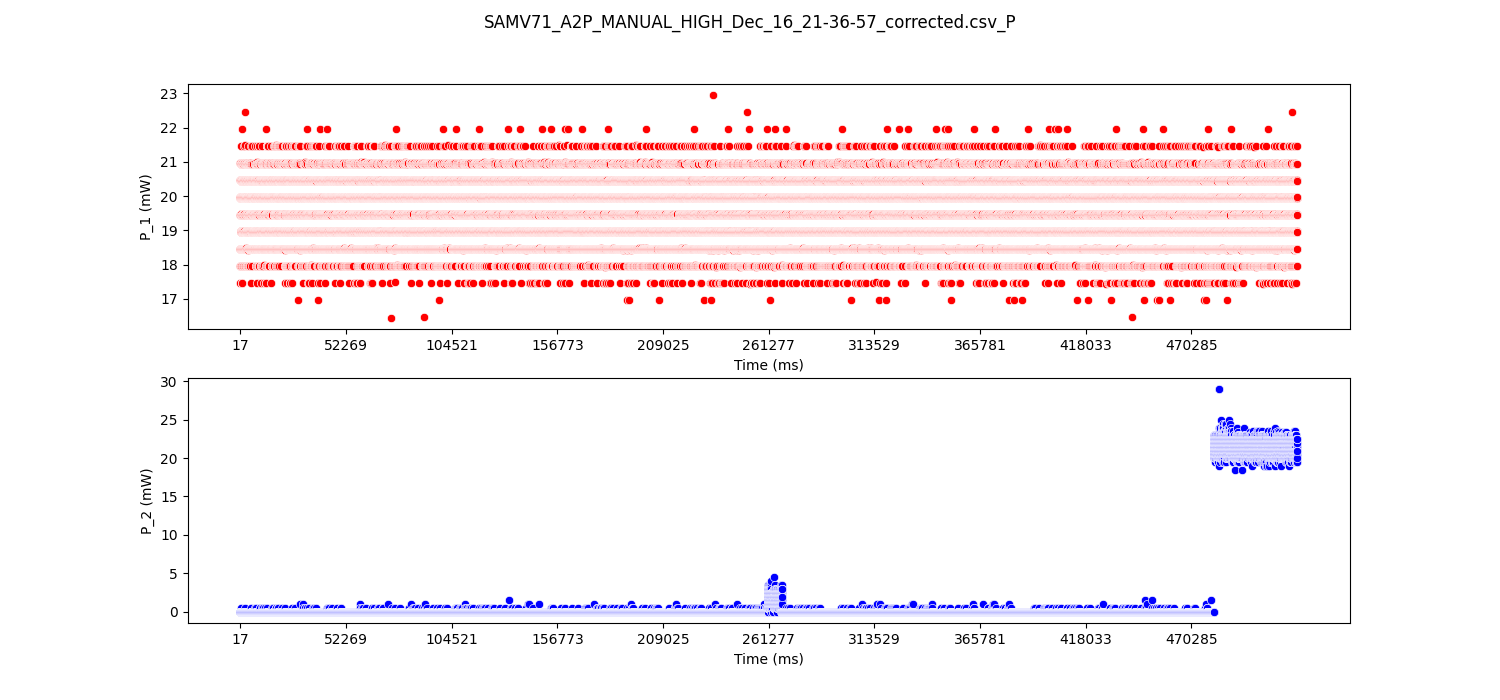 SAMV71_A2P_MANUAL_HIGH_Dec_16_21-36-57_corrected.csv_P
P_1 (mW)
23
22
21
20
19
18
17
17 52269 104521 156773 209025 261277 313529 365781 418033 470285
Time (ms)
P_2 (mW)
30
25
20
15
10
5
0
17 52269 104521 156773 209025 261277 313529 365781 418033 470285
Time (ms)